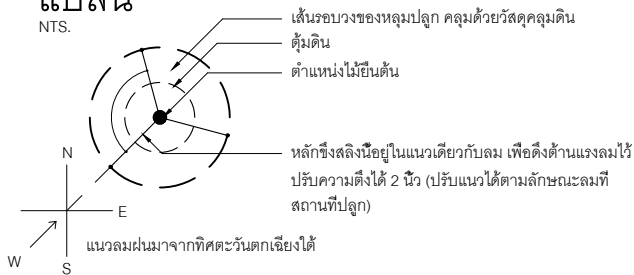 แปลน
NTS.
เส้นรอบวงของหลุมปลูก คลุมด้วยวัสดุคลุมดิน
ตุ้มดิน
ตำแหน่งไม้ยืนต้น
หลักขึงสลิงนี้อยู่ในแนวเดียวกับลม เพื่อดึงต้านแรงลมไว้
ปรับความตึงได้ 2 นิ้ว (ปรับแนวได้ตามลักษณะลมที่
สถานที่ปลูก)
N
E
W
S
แนวลมฝนมาจากทิศตะวันตกเฉียงใต้